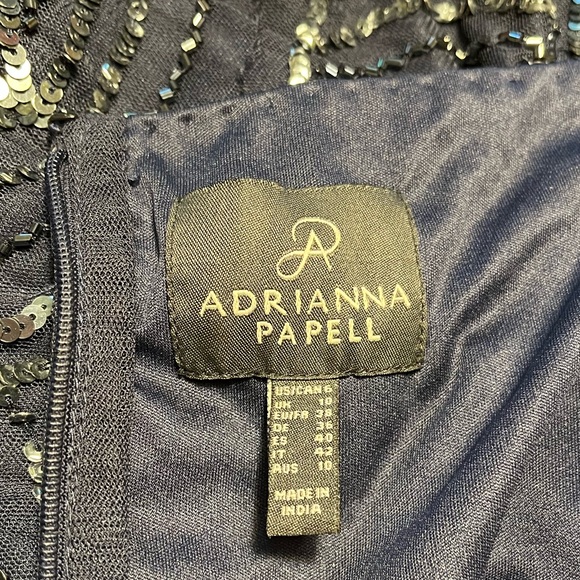 AP
ADRIANNA
PAPELL
US/CAN 6
UK 10
EU/FR 38
DE 36
ES 40
IT 42
AUS 10
MADE IN
INDIA